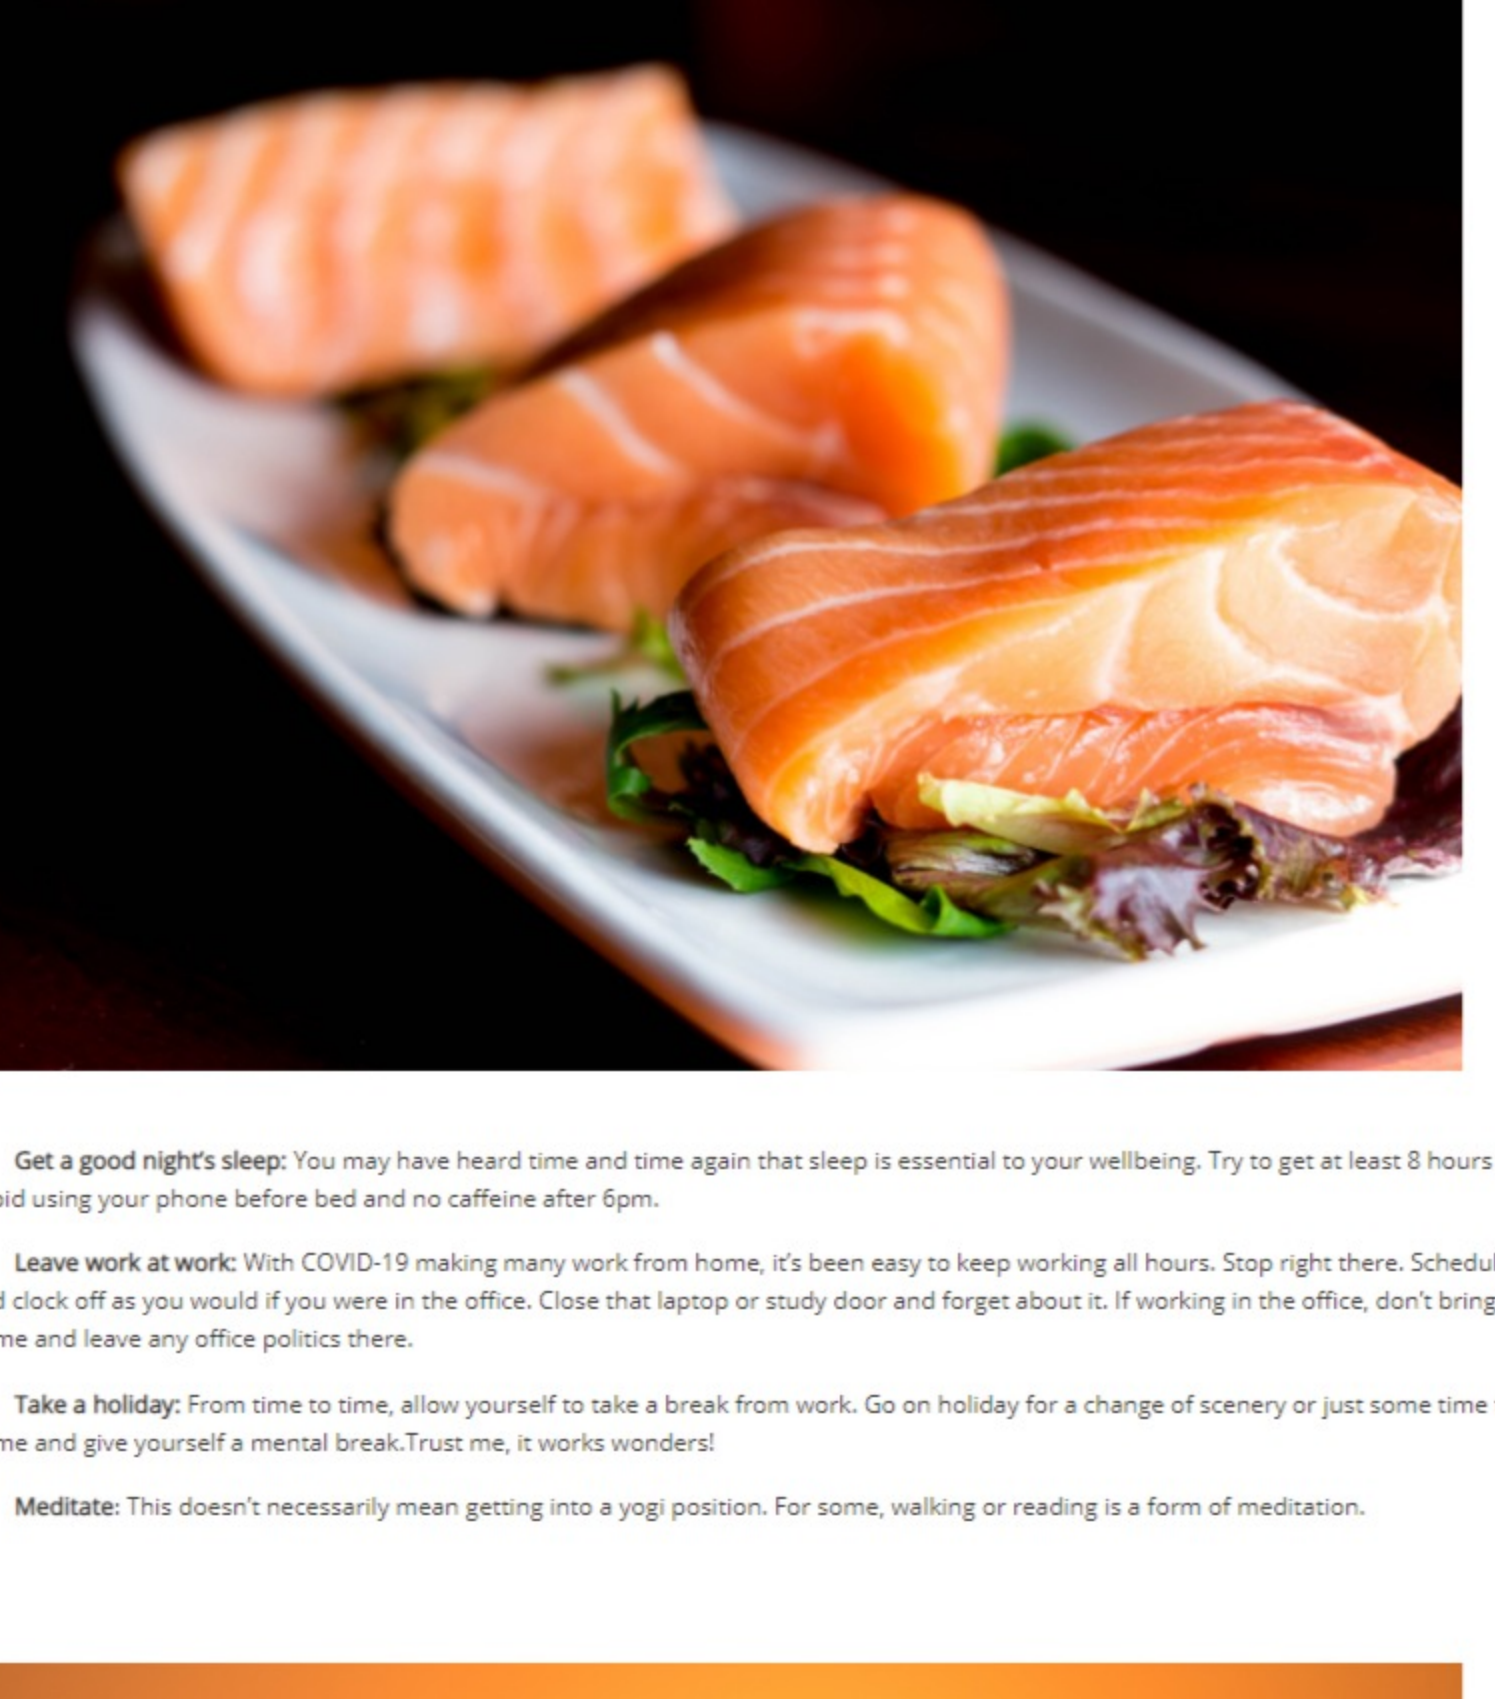 Get a good night's sleep: You may have heard time and time again that sleep is essential to your wellbeing. Try to get at least 8 hours
using your phone before bed and no caffeine after 6pm.
Leave work at work: With COVID-19 making many work from home, it's been easy to keep working all hours. Stop right there.
clock off as you would if you were in the office. Close that laptop or study door and forget about it. If working in the office, don't bring
and leave any office politics there.
Take a holiday: From time to time, allow yourself to take a break from work. Go on holiday for a change of scenery or just some time
and give yourself a mental break.Trust me, it works wonders!
Meditate: This doesn't necessarily mean getting into a yogi position. For some, walking or reading is a form of meditation.